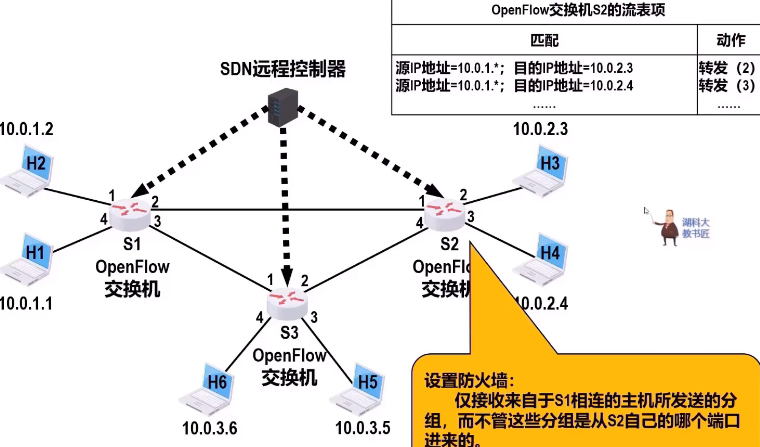 OpenFlow交换机S2的流表项
匹配 动作
源IP地址=10.0.1.*；目的IP地址=10.0.2.3 转发（2）
源IP地址=10.0.1.*；目的IP地址=10.0.2.4 转发（3）
…… ……
SDN远程控制器
10.0.1.2
10.0.2.3
H2
H3
1 2
4 3
1 2
4 3
S1
OpenFlow
交换机
S2
OpenFl
交换机
H1
H4
10.0.1.1
10.0.2.4
湖科大
教书匠
1 2
4 3
S3
OpenFlow
交换机
H6
H5
10.0.3.6
10.0.3.5
设置防火墙：
仅接收来自于S1相连的主机所发送的分
组，而不管这些分组是从S2自己的哪个端口
进来的。